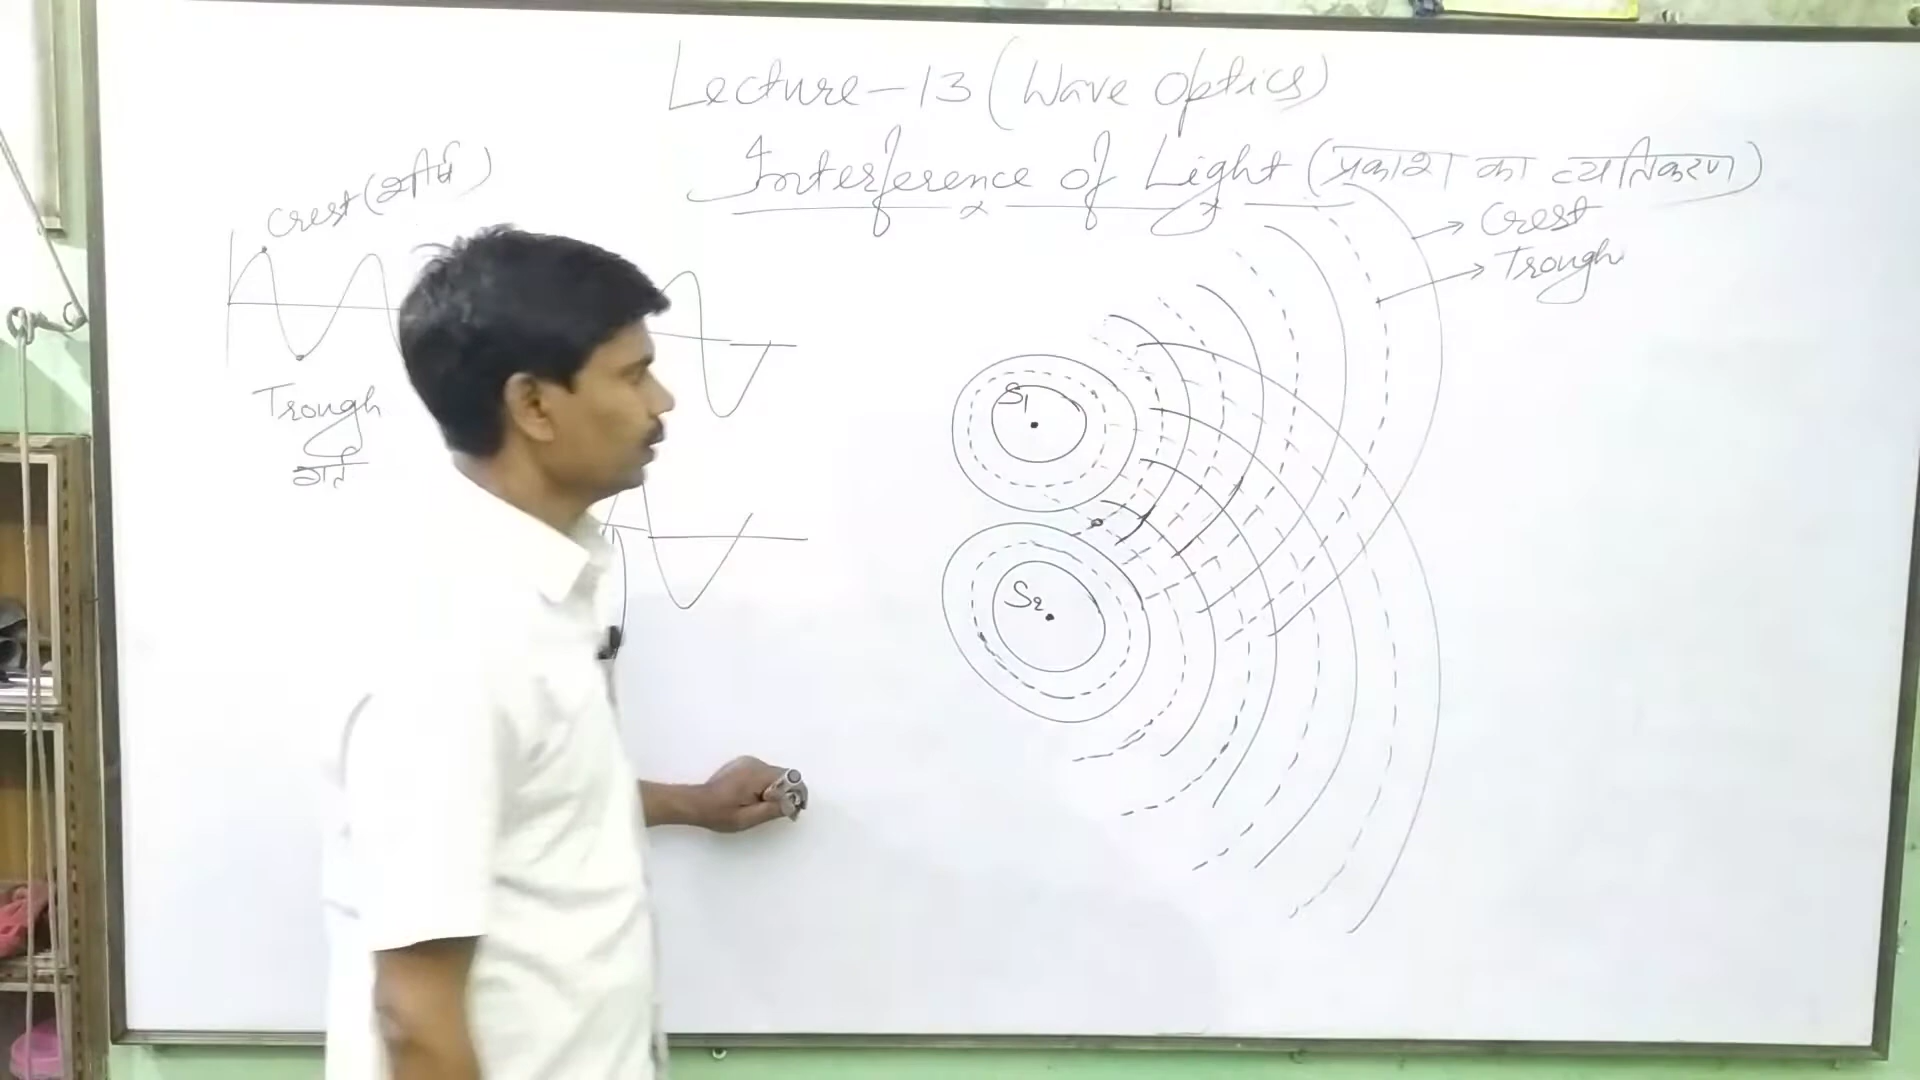 Lecture-13 (Wave Optics)
Interference of Light (प्रकाश का व्यतिकरण)
Crest (शीर्ष)
Trough
गर्त
Crest
Trough
S1
S2